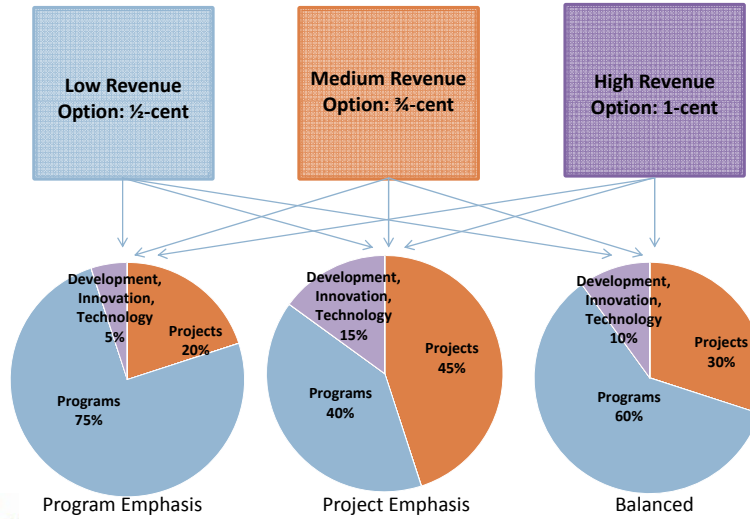 Low Revenue
Option: ½-cent
Medium Revenue
Option: ¾-cent
High Revenue
Option: 1-cent
Development,
Innovation,
Technology
5%
Projects
20%
Programs
75%
Program Emphasis
Development,
Innovation,
Technology
15%
Projects
45%
Programs
40%
Project Emphasis
Development,
Innovation,
Technology
10%
Projects
30%
Programs
60%
Balanced